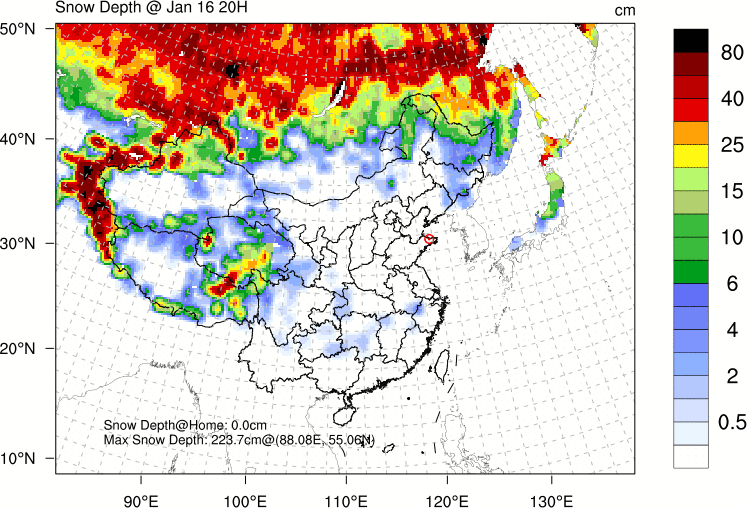 Snow Depth @ Jan 16 20H
cm
50°N
40°N
30°N
20°N
10°N
80
40
25
15
10
6
4
2
0.5
Snow Depth@Home: 0.0cm
Max Snow Depth: 223.7cm@(88.08E, 55.06N)
90°E
100°E
110°E
120°E
130°E